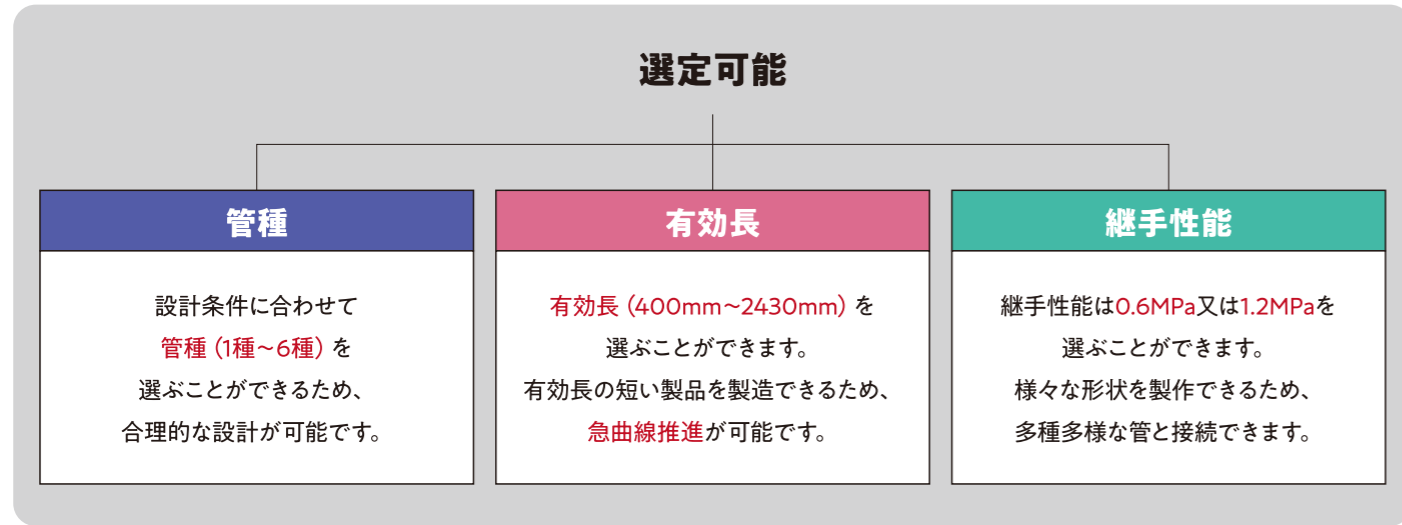 選定可能
管種
設計条件に合わせて
管種（1種〜6種）を
選ぶことができるため、
合理的な設計が可能です。
有効長
有効長（400mm〜2430mm）を
選ぶことができます。
有効長の短い製品を製造できるため、
急曲線推進が可能です。
継手性能
継手性能は0.6MPa又は1.2MPaを
選ぶことができます。
様々な形状を製作できるため、
多種多様な管と接続できます。